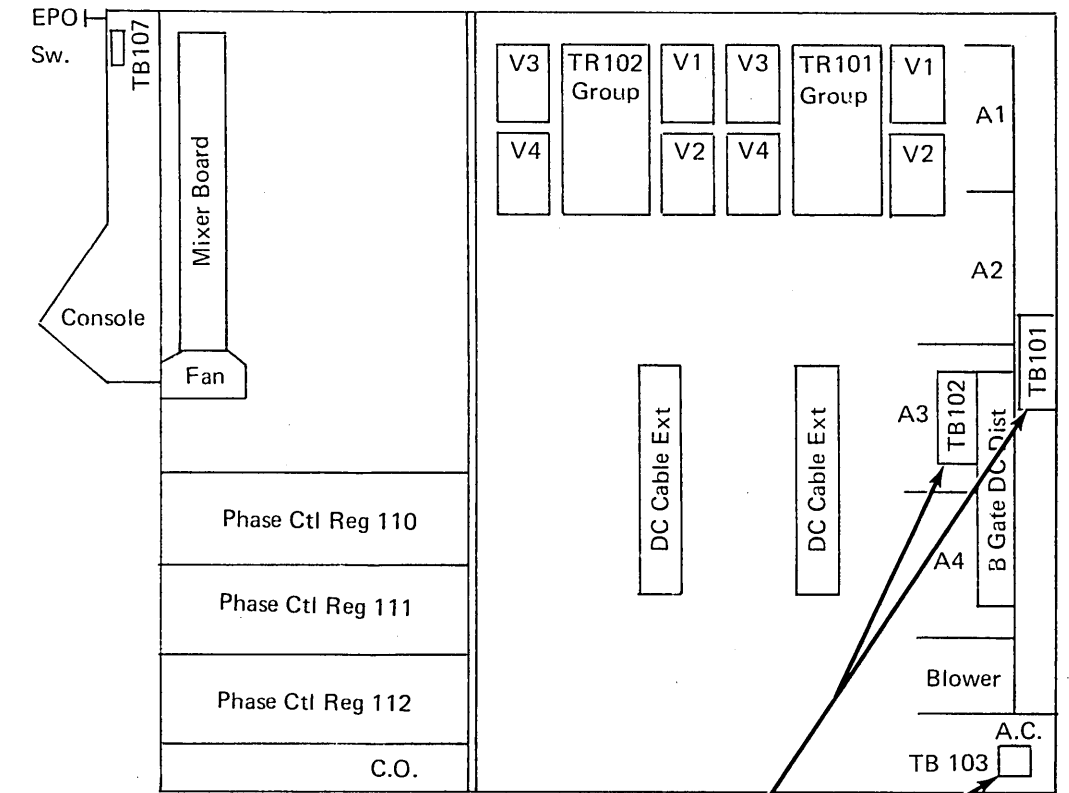 EPO
Sw.
TB107
Mixer Board
Console
Fan
Phase Ctl Reg 110
Phase Ctl Reg 111
Phase Ctl Reg 112
C.O.
V3
V4
TR102
Group
V1
V2
V3
V4
TR101
Group
V1
V2
A1
A2
A3
A4
TB101
TB102
B Gate DC Dist
DC Cable Ext
DC Cable Ext
Blower
A.C.
TB 103